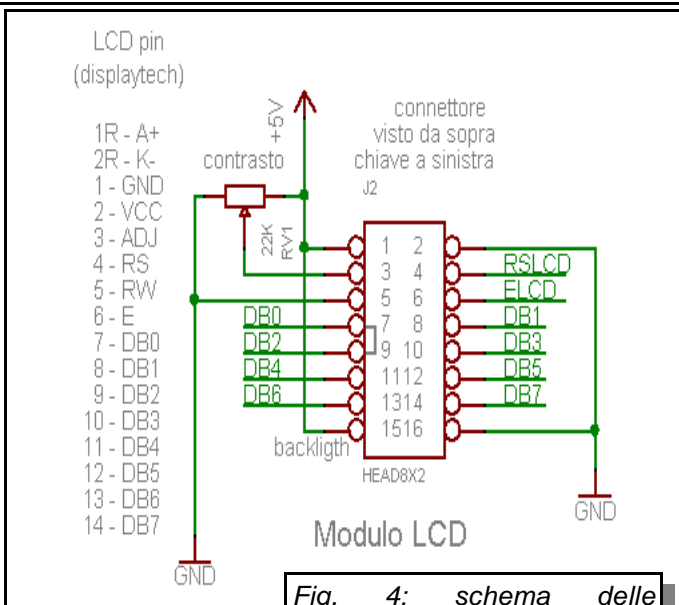 LCD pin
(displaytech)
1R - A+
2R - K-
1 - GND
2 - VCC
3 - ADJ
4 - RS
5 - RW
6 - E
7 - DB0
8 - DB1
9 - DB2
10 - DB3
11 - DB4
12 - DB5
13 - DB6
14 - DB7
contrasto
+5V
22K
RV1
connettore
visto da sopra
chiave a sinistra
J2
1 2
3 4 RSLCD
5 6 ELCD
DB0 7 8 DB1
DB2 9 10 DB3
DB4 1112 DB5
DB6 1314 DB7
1516
backligth
HEAD8X2
GND
Modulo LCD
GND
Fig. 4: schema delle